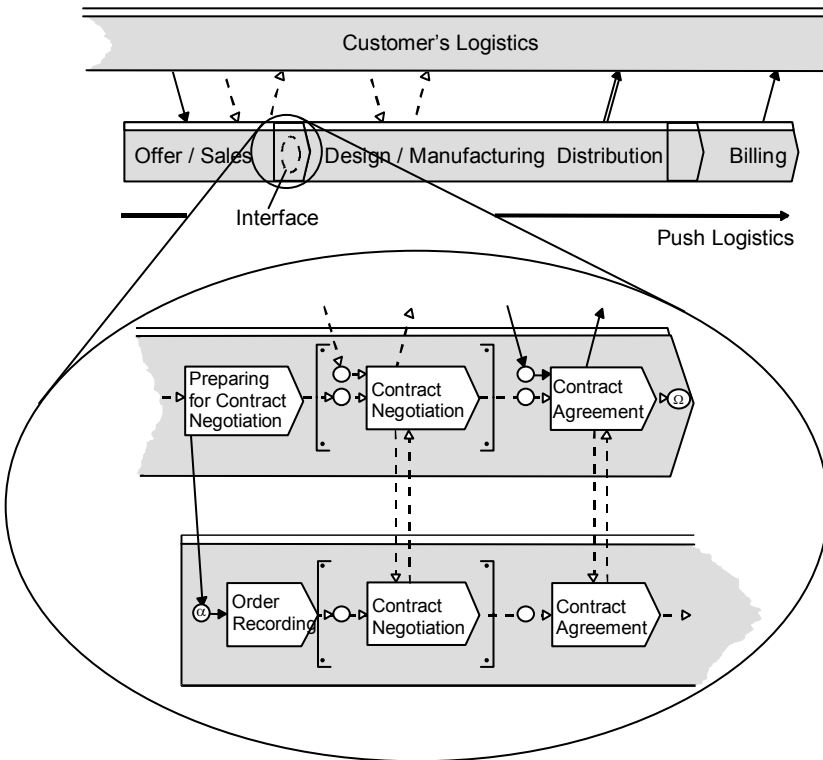 Customer's Logistics
Offer / Sales
Design / Manufacturing
Distribution
Billing
Interface
Push Logistics
Preparing
for Contract
Negotiation
Contract
Negotiation
Contract
Agreement
Ω
α
Order
Recording
Contract
Negotiation
Contract
Agreement